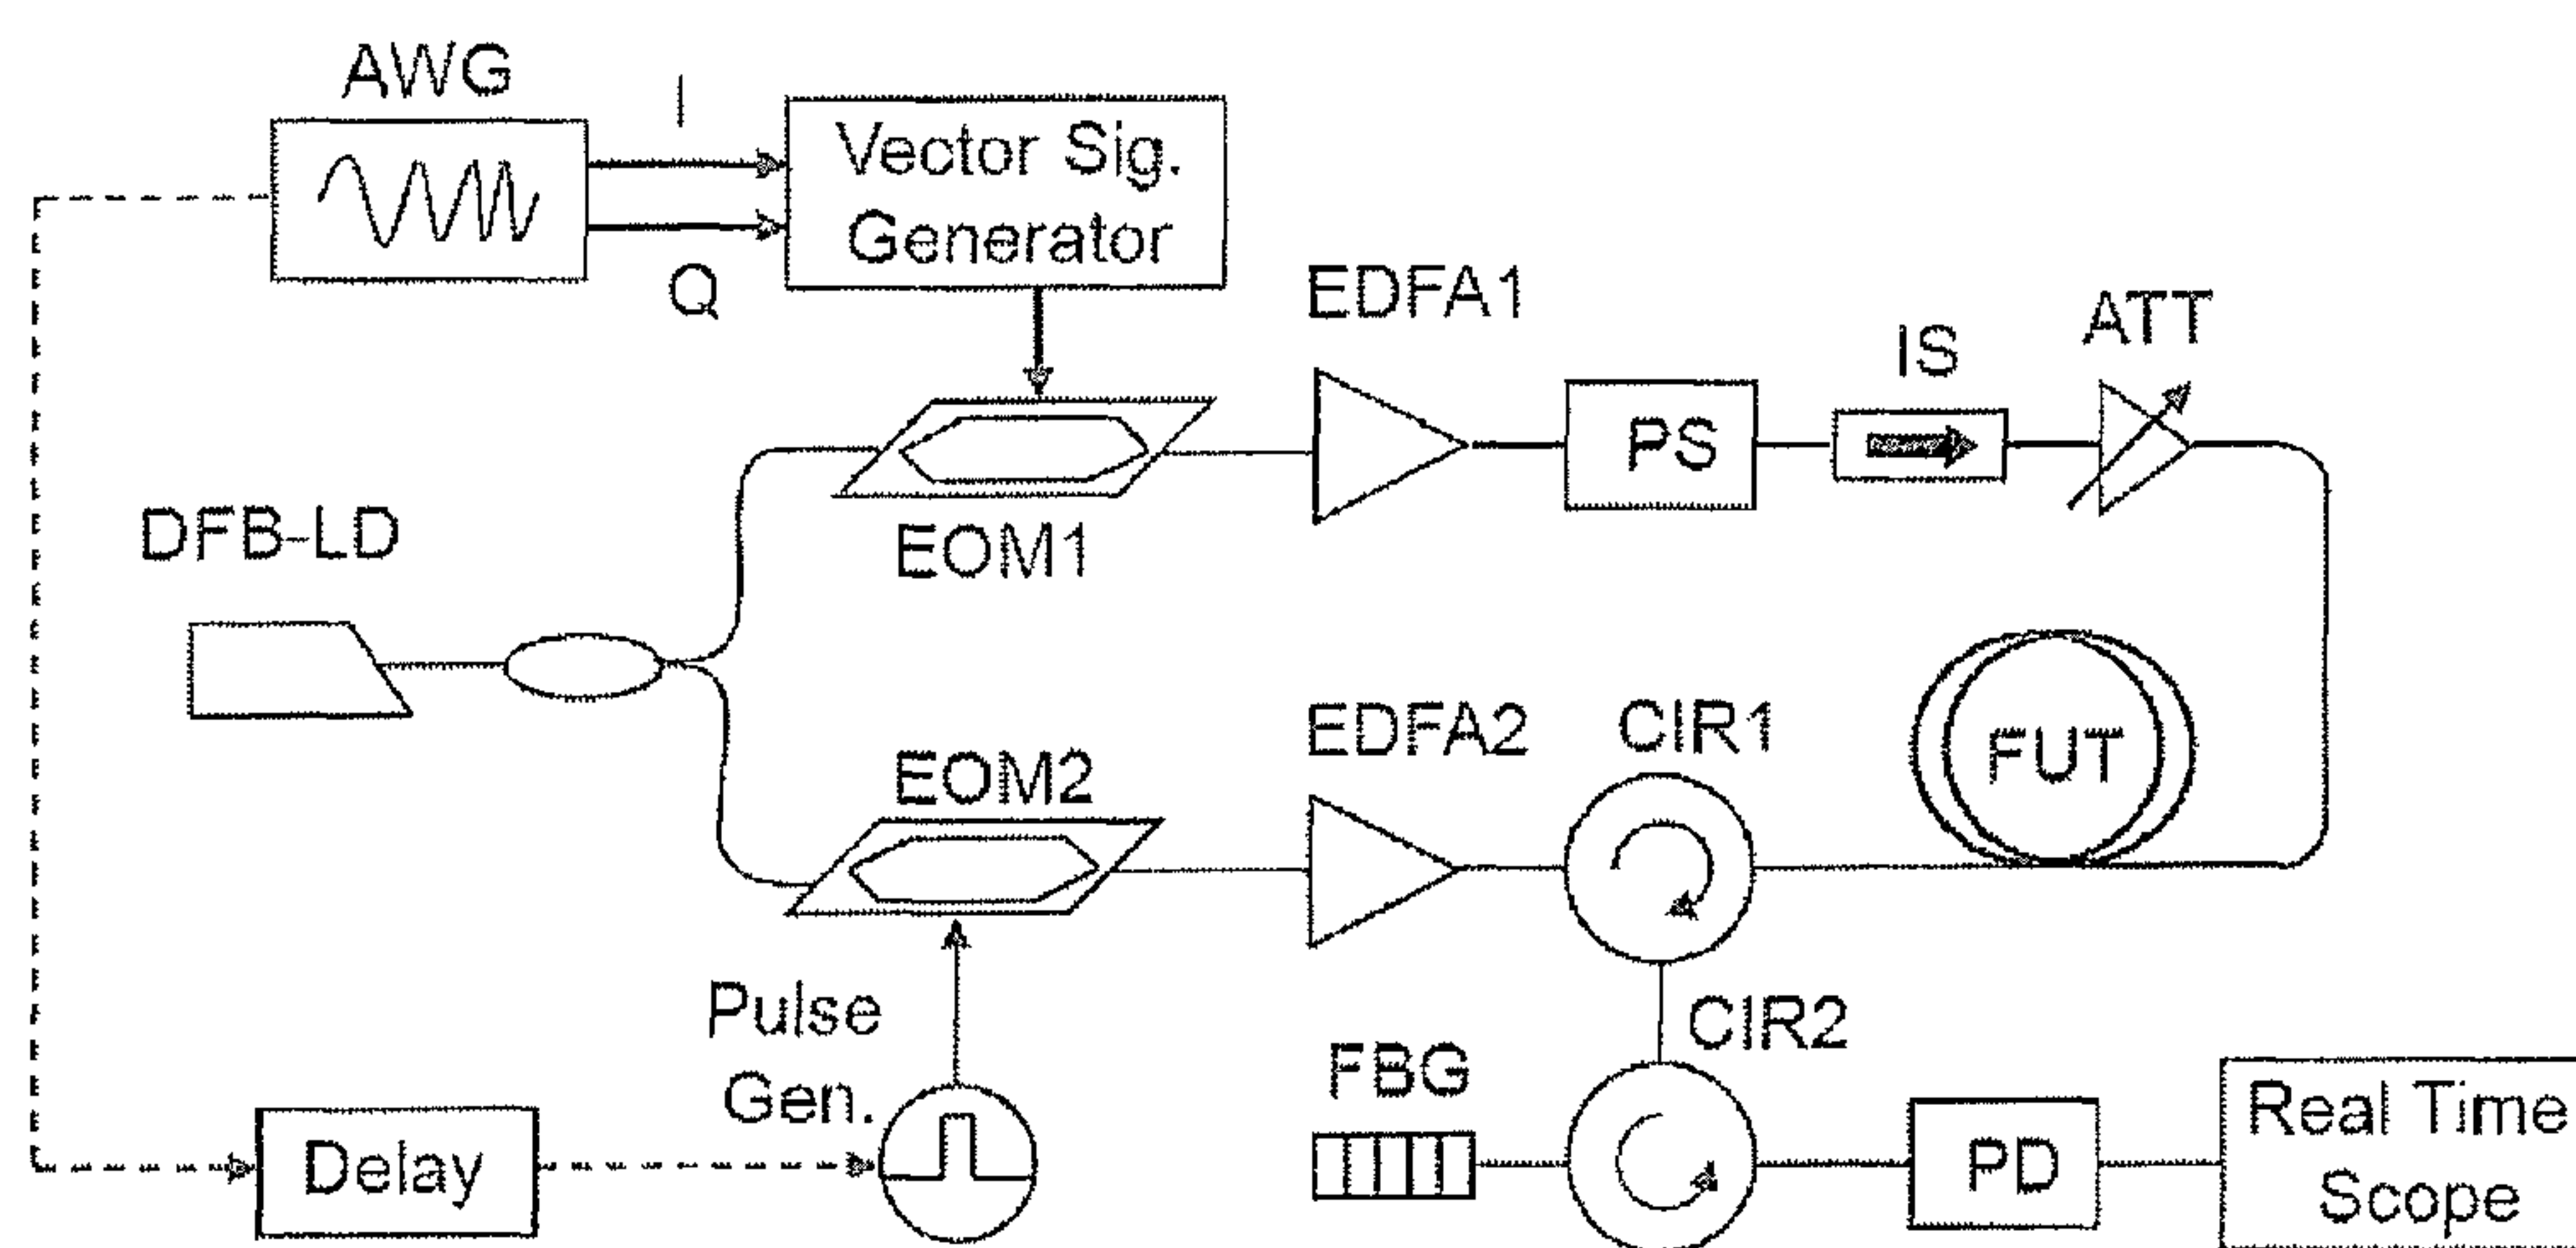 AWG
I
Vector Sig.
Generator
Q
EDFA1
IS
ATT
PS
EOM1
DFB-LD
EDFA2
CIR1
FUT
EOM2
Pulse
Gen.
CIR2
FBG
Delay
PD
Real Time
Scope